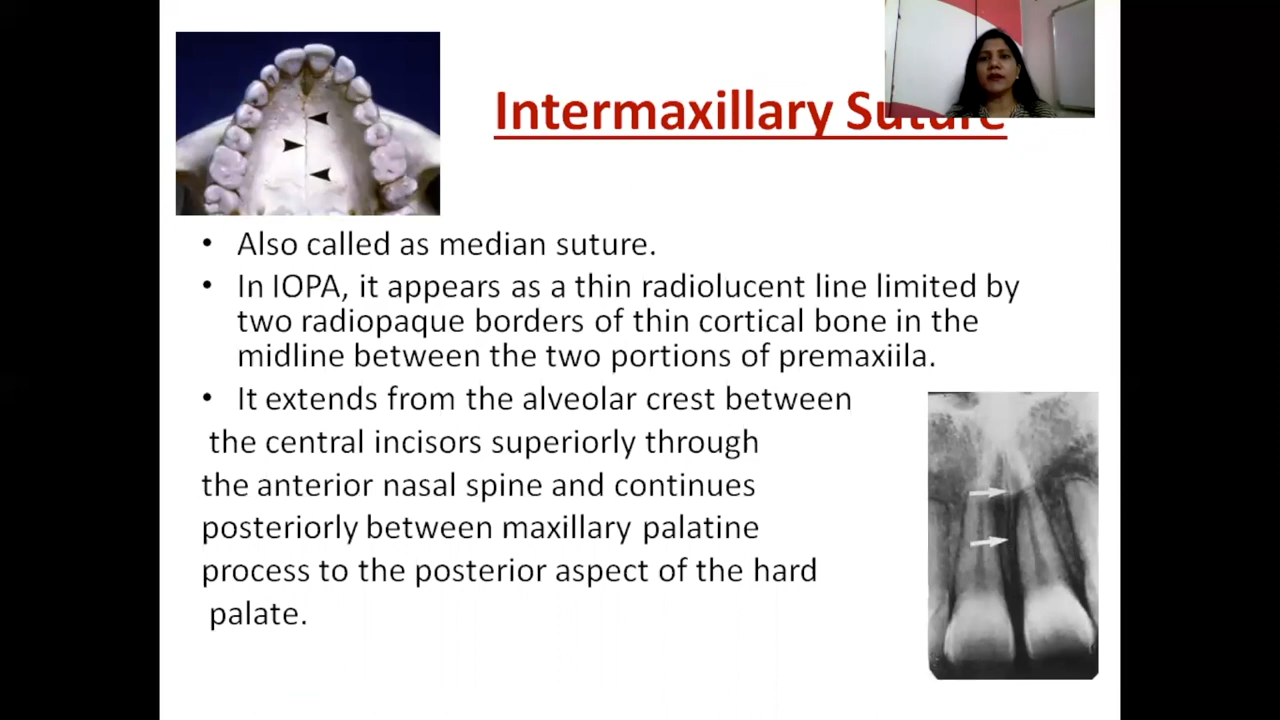 Intermaxillary Suture
• Also called as median suture.
• In IOPA, it appears as a thin radiolucent line limited by
two radiopaque borders of thin cortical bone in the
midline between the two portions of premaxiila.
• It extends from the alveolar crest between
the central incisors superiorly through
the anterior nasal spine and continues
posteriorly between maxillary palatine
process to the posterior aspect of the hard
palate.